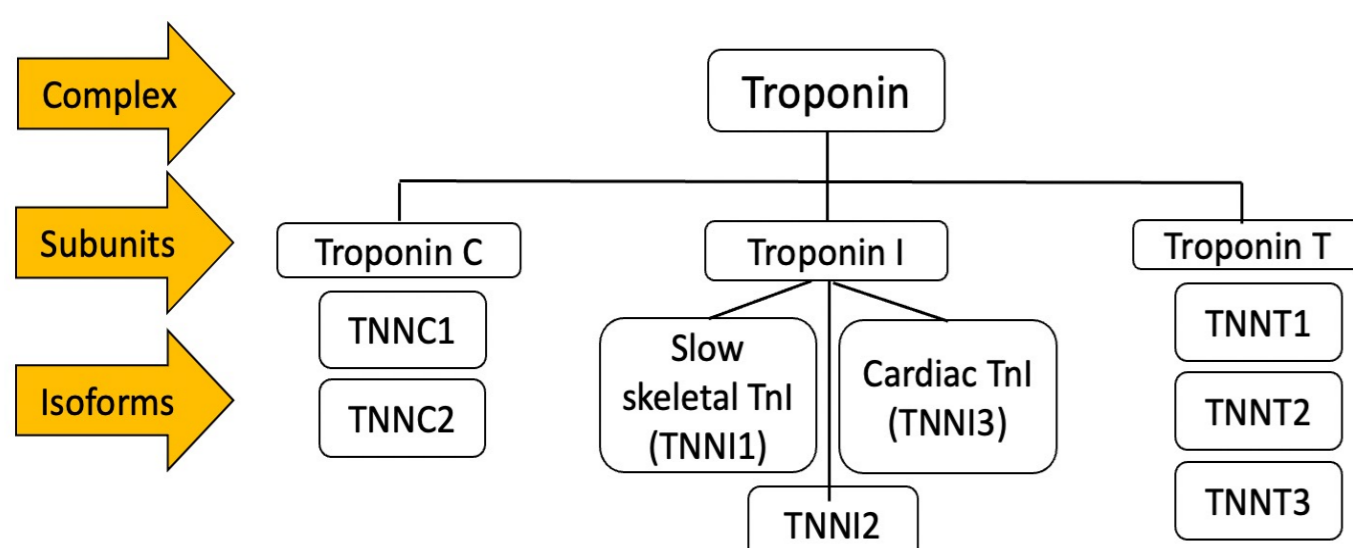 Complex
Troponin
Subunits
Troponin C
Troponin I
Troponin T
Isoforms
TNNC1
TNNC2
Slow
skeletal TnI
(TNNI1)
Cardiac TnI
(TNNI3)
TNNI2
TNNT1
TNNT2
TNNT3